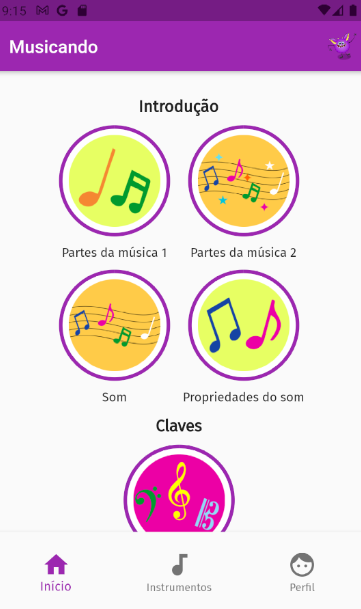 9:15
Musicando
Introdução
Partes da música 1
Partes da música 2
Som
Propriedades do som
Claves
Início
Instrumentos
Perfil